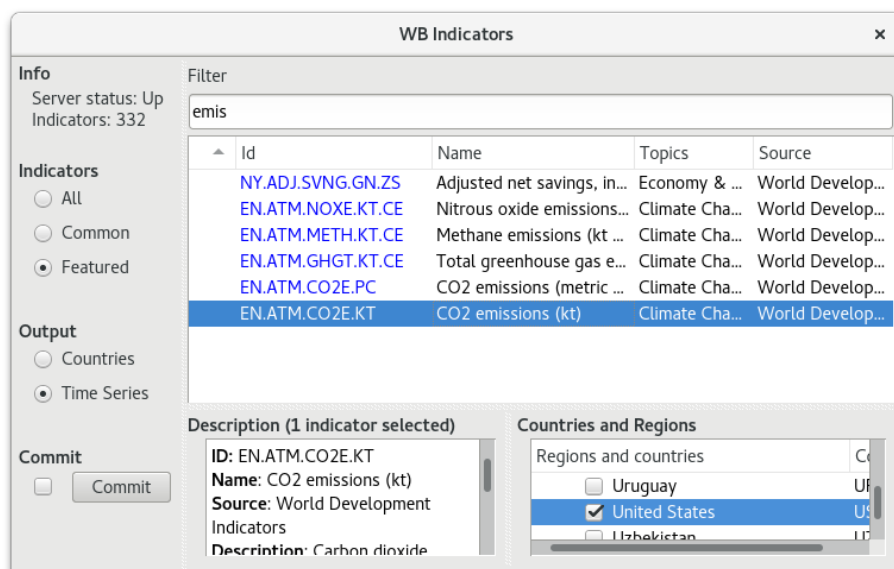 WB Indicators
×
Info
Server status: Up
Indicators: 332
Indicators
All
Common
Featured
Output
Countries
Time Series
Commit
Commit
Filter
emis
Id Name Topics Source
NY.ADJ.SVNG.GN.ZS Adjusted net savings, in... Economy & ... World Develop...
EN.ATM.NOXE.KT.CE Nitrous oxide emissions... Climate Cha... World Develop...
EN.ATM.METH.KT.CE Methane emissions (kt ... Climate Cha... World Develop...
EN.ATM.GHGT.KT.CE Total greenhouse gas e... Climate Cha... World Develop...
EN.ATM.CO2E.PC CO2 emissions (metric ... Climate Cha... World Develop...
EN.ATM.CO2E.KT CO2 emissions (kt) Climate Cha... World Develop...
Description (1 indicator selected)
ID: EN.ATM.CO2E.KT
Name: CO2 emissions (kt)
Source: World Development
Indicators
Description: Carbon dioxide
Countries and Regions
Regions and countries
Uruguay
United States
Uzbekistan